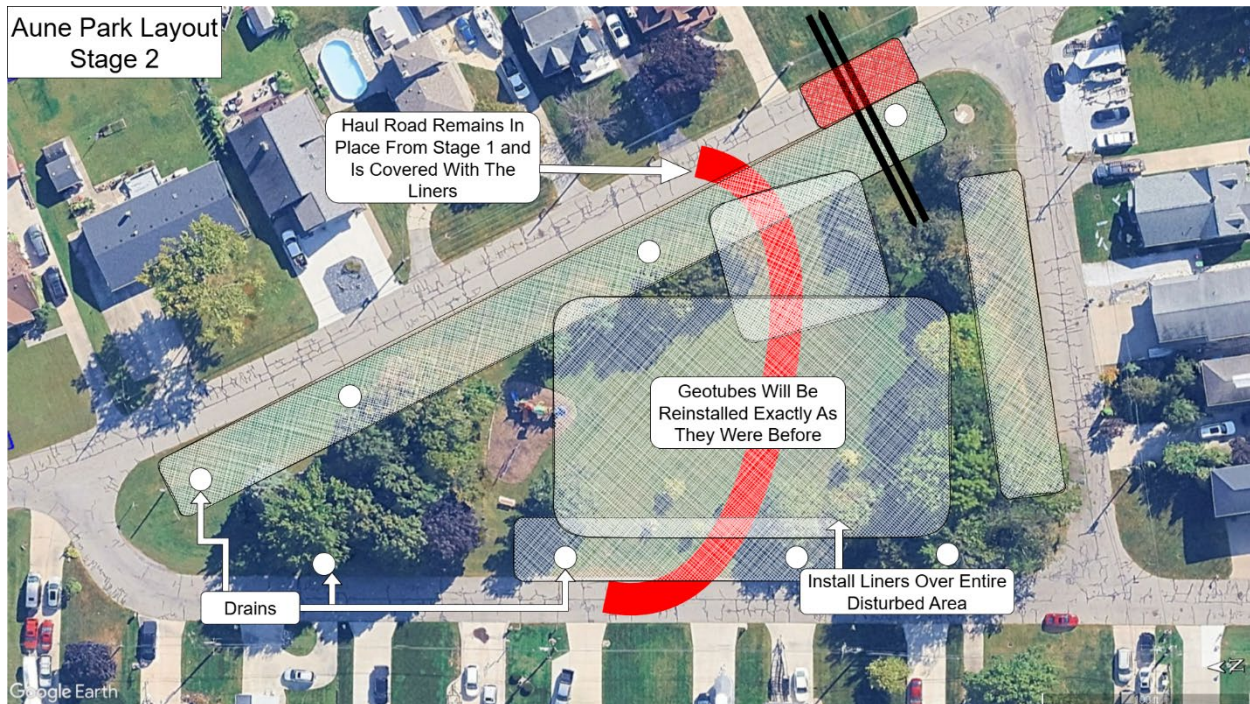 Aune Park Layout
Stage 2
Haul Road Remains In
Place From Stage 1 and
Is Covered With The
Liners
Geotubes Will Be
Reinstalled Exactly As
They Were Before
Install Liners Over Entire
Disturbed Area
Drains
Google Earth
N